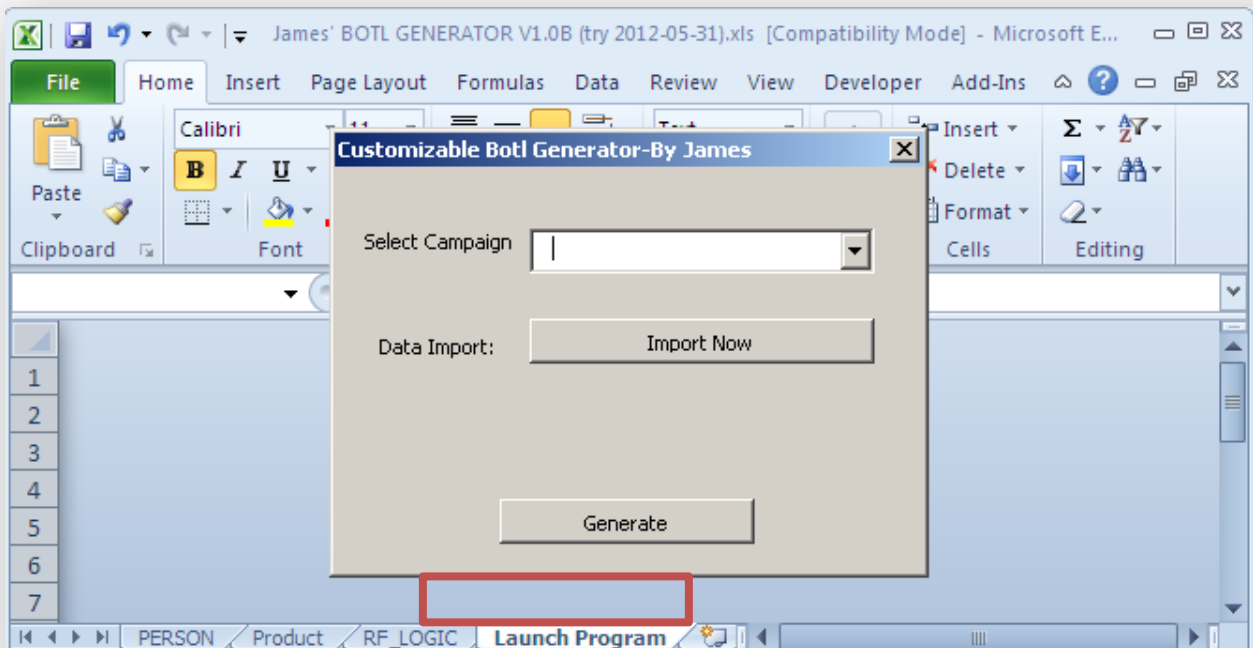 James' BOTL GENERATOR V1.0B (try 2012-05-31).xls [Compatibility Mode] - Microsoft E...
File Home Insert Page Layout Formulas Data Review View Developer Add-Ins
Calibri
Insert
Paste
B I U
Delete
Format
Clipboard Font Cells Editing
Customizable Botl Generator-By James
Select Campaign
Data Import: Import Now
Generate
1
2
3
4
5
6
7
PERSON Product RF_LOGIC Launch Program